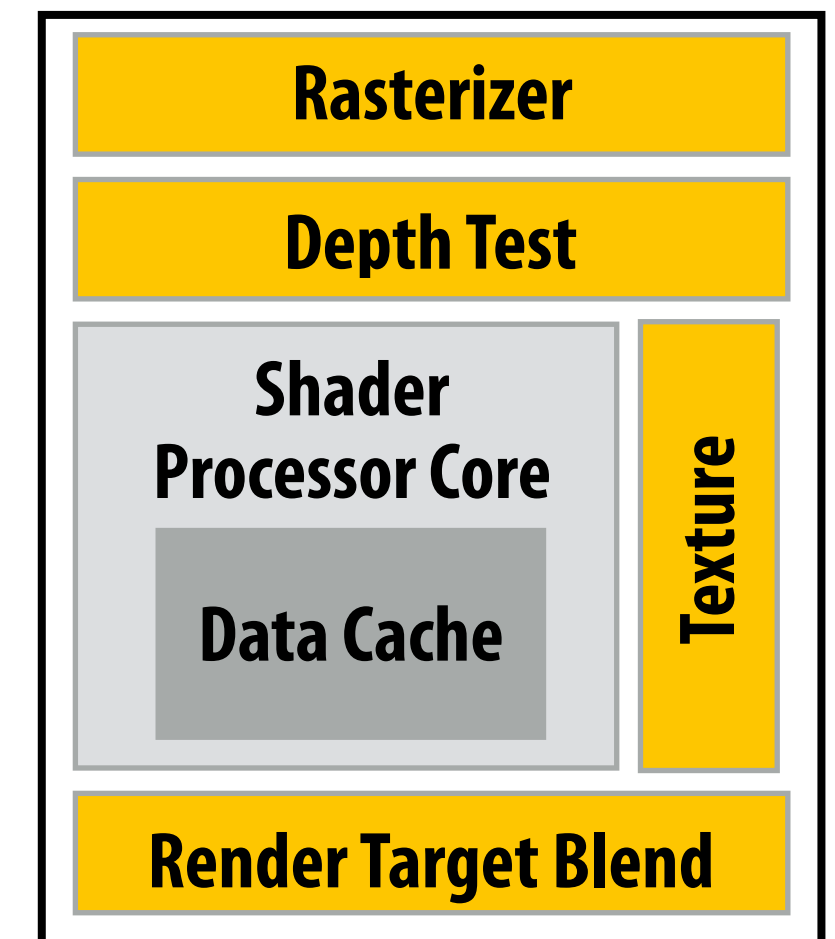 Rasterizer
Depth Test
Shader
Processor Core
Data Cache
Texture
Render Target Blend